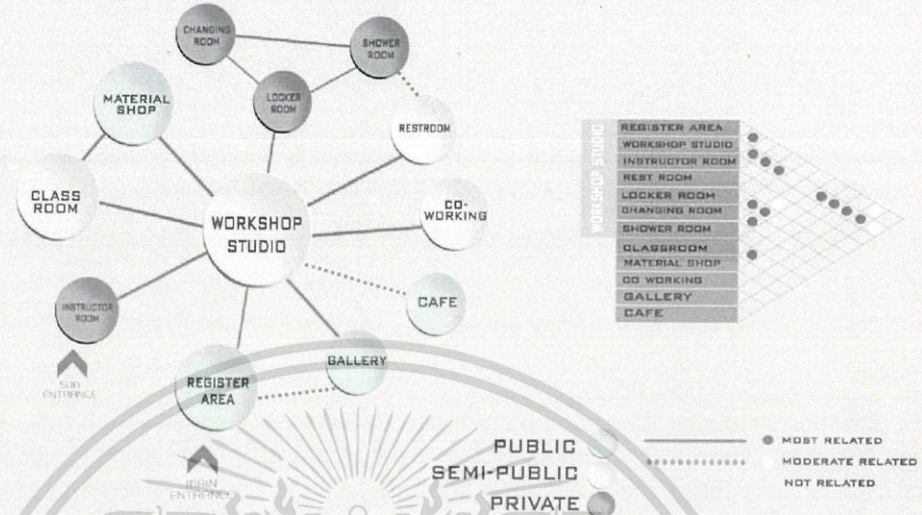 CHANGING
ROOM
SHOWER
ROOM
LOCKER
ROOM
MATERIAL
SHOP
RESTROOM
CLASS
ROOM
WORKSHOP
STUDIO
CO-
WORKING
CAFE
INSTRUCTOR
ROOM
SUB
ENTRANCE
GALLERY
REGISTER
AREA
MAIN
ENTRANCE
WORKSHOP STUDIO
REGISTER AREA
WORKSHOP STUDIO
INSTRUCTOR ROOM
REST ROOM
LOCKER ROOM
CHANGING ROOM
SHOWER ROOM
CLASSROOM
MATERIAL SHOP
CO WORKING
GALLERY
CAFE
PUBLIC
SEMI-PUBLIC
PRIVATE
MOST RELATED
MODERATE RELATED
NOT RELATED